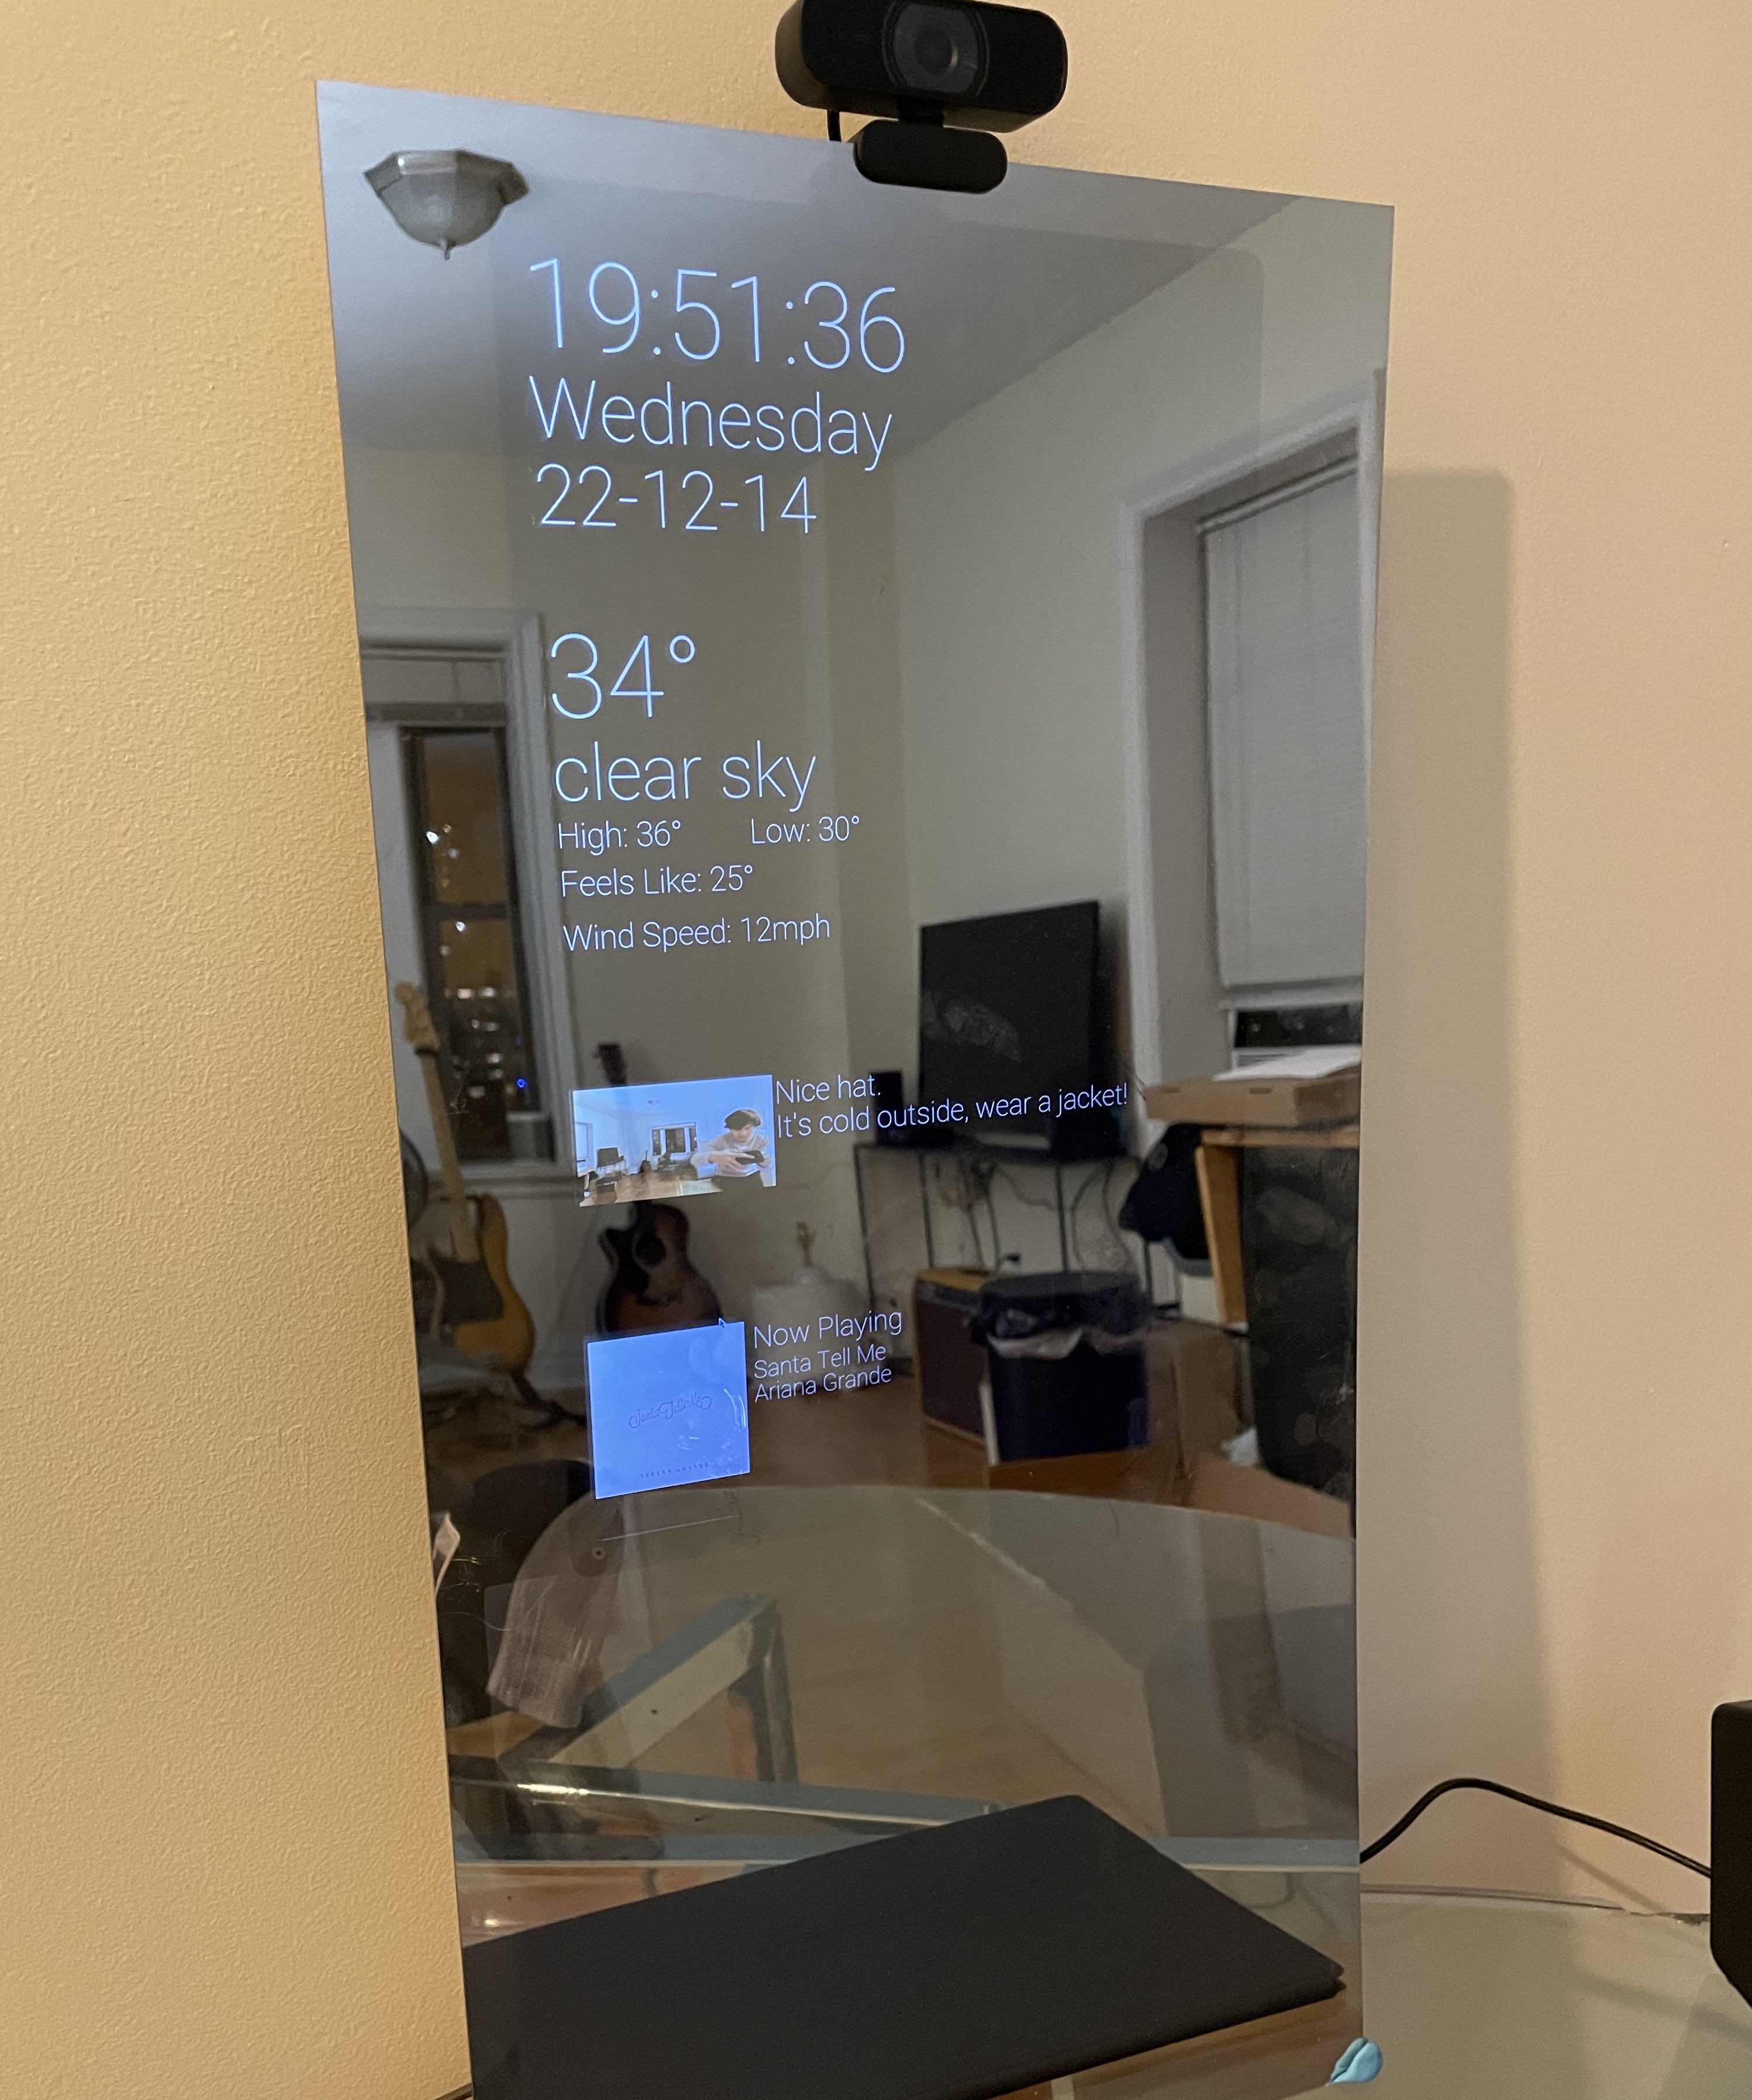 19:51:36
Wednesday
22-12-14
34°
clear sky
High: 36° Low: 30°
Feels Like: 25°
Wind Speed: 12mph
Nice hat.
It's cold outside, wear a jacket!
Now Playing
Santa Tell Me
Ariana Grande
Santa Tell Me